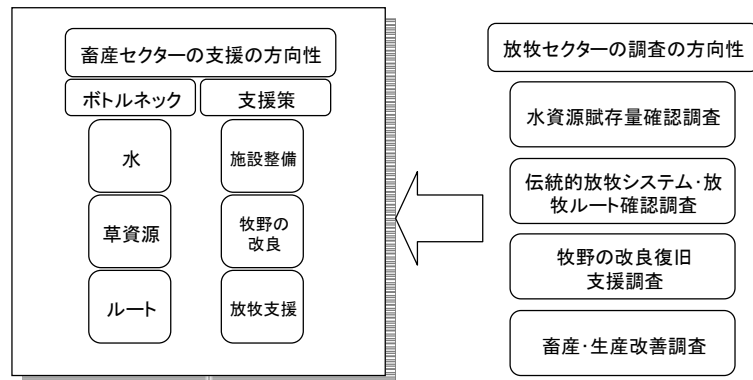 畜産セクターの支援の方向性
ボトルネック
支援策
水
施設整備
草資源
牧野の
改良
ルート
放牧支援
放牧セクターの調査の方向性
水資源賦存量確認調査
伝統的放牧システム・放
牧ルート確認調査
牧野の改良復旧
支援調査
畜産・生産改善調査